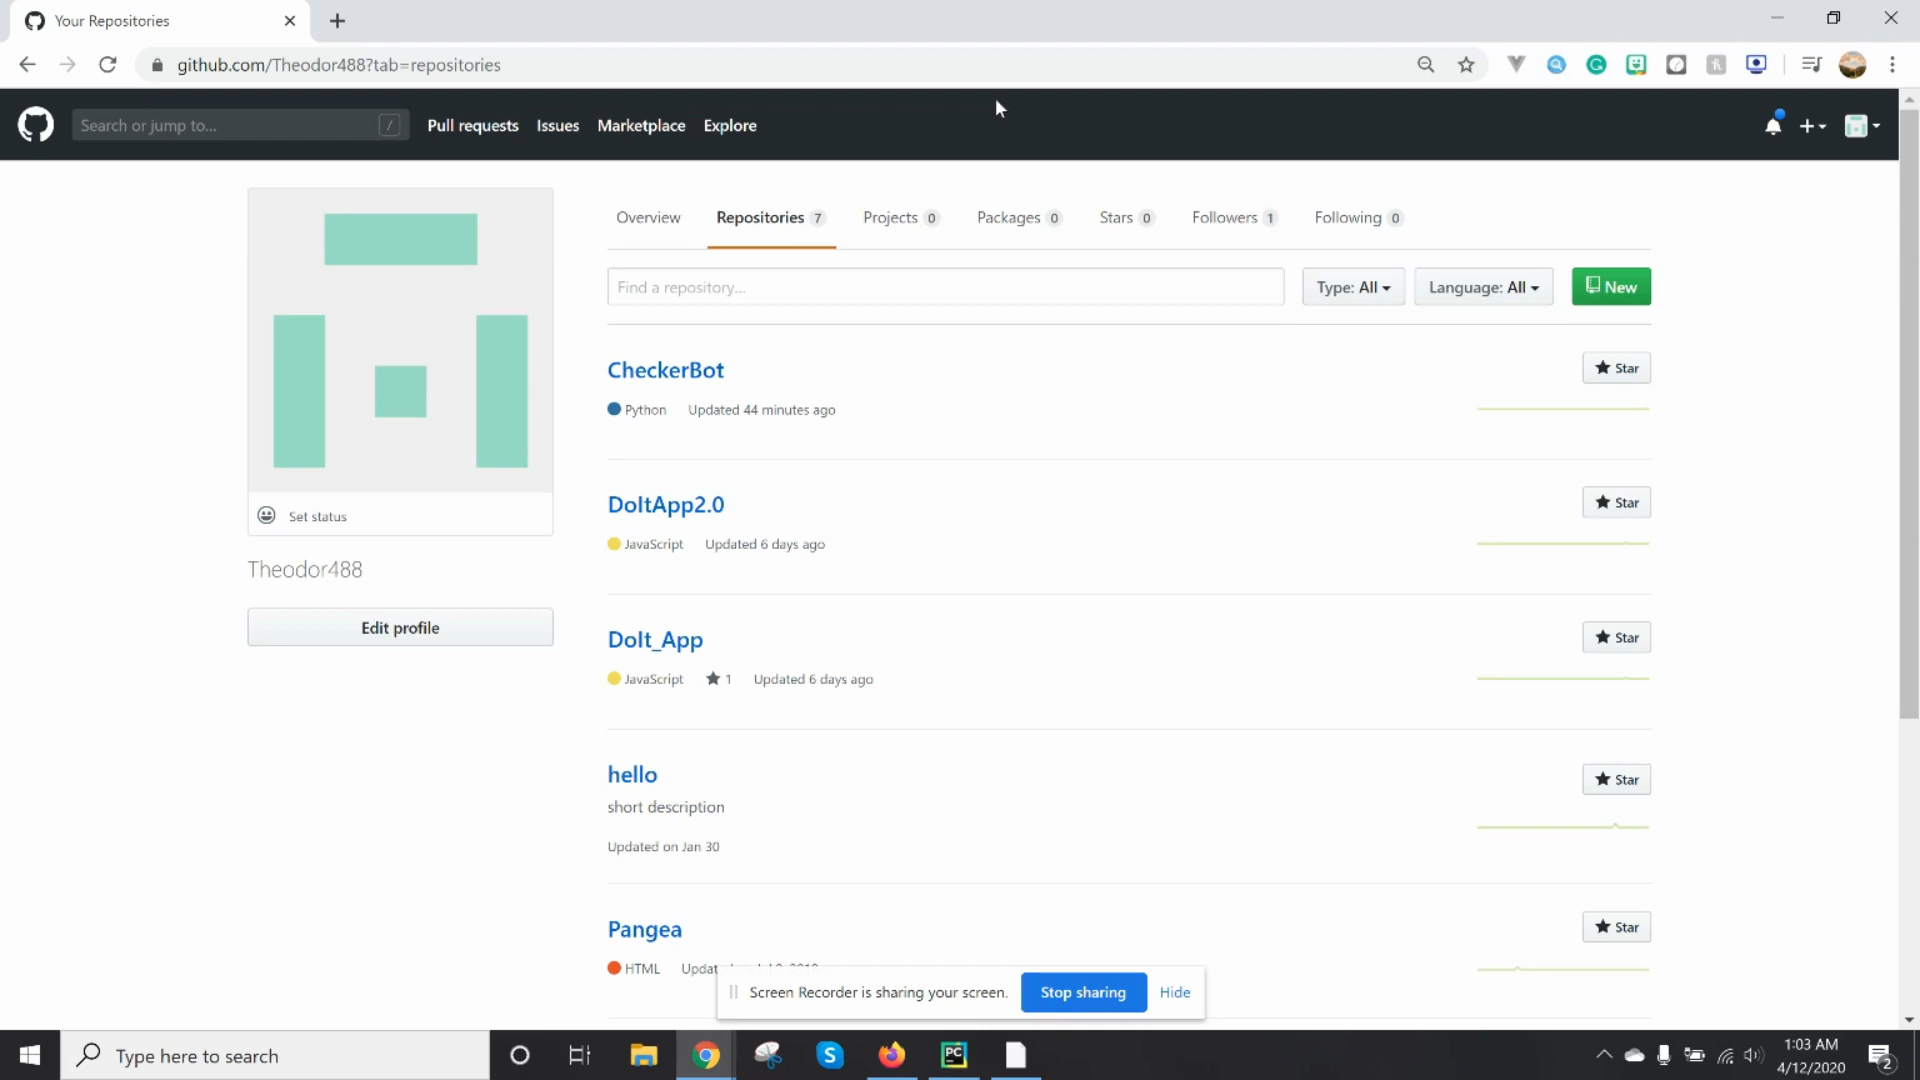 Your Repositories
github.com/Theodor488?tab=repositories
Search or jump to...
/
Pull requests
Issues
Marketplace
Explore
Overview
Repositories 7
Projects 0
Packages 0
Stars 0
Followers 1
Following 0
Find a repository...
Type: All
Language: All
New
CheckerBot
Star
Python
Updated 44 minutes ago
DoItApp2.0
Star
JavaScript
Updated 6 days ago
Set status
Theodor488
Edit profile
DoIt_App
Star
JavaScript
1
Updated 6 days ago
hello
Star
short description
Updated on Jan 30
Pangea
Star
HTML
Screen Recorder is sharing your screen.
Stop sharing
Hide
Type here to search
PC
1:03 AM
4/12/2020
2